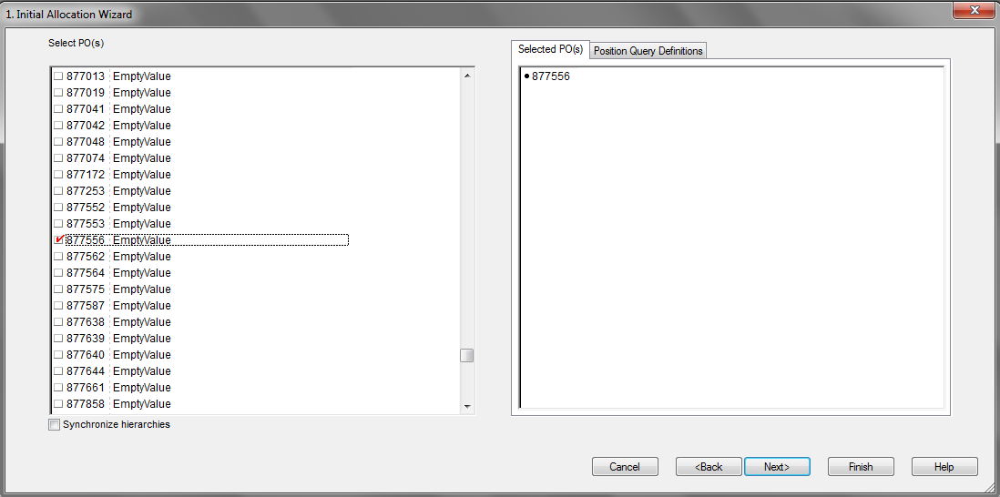 1. Initial Allocation Wizard
Select PO(s)
877013 EmptyValue
877019 EmptyValue
877041 EmptyValue
877042 EmptyValue
877048 EmptyValue
877074 EmptyValue
877172 EmptyValue
877253 EmptyValue
877552 EmptyValue
877553 EmptyValue
877556 EmptyValue
877562 EmptyValue
877564 EmptyValue
877575 EmptyValue
877587 EmptyValue
877638 EmptyValue
877639 EmptyValue
877640 EmptyValue
877644 EmptyValue
877661 EmptyValue
877858 EmptyValue
Synchronize hierarchies
Selected PO(s) Position Query Definitions
877556
Cancel <Back Next> Finish Help